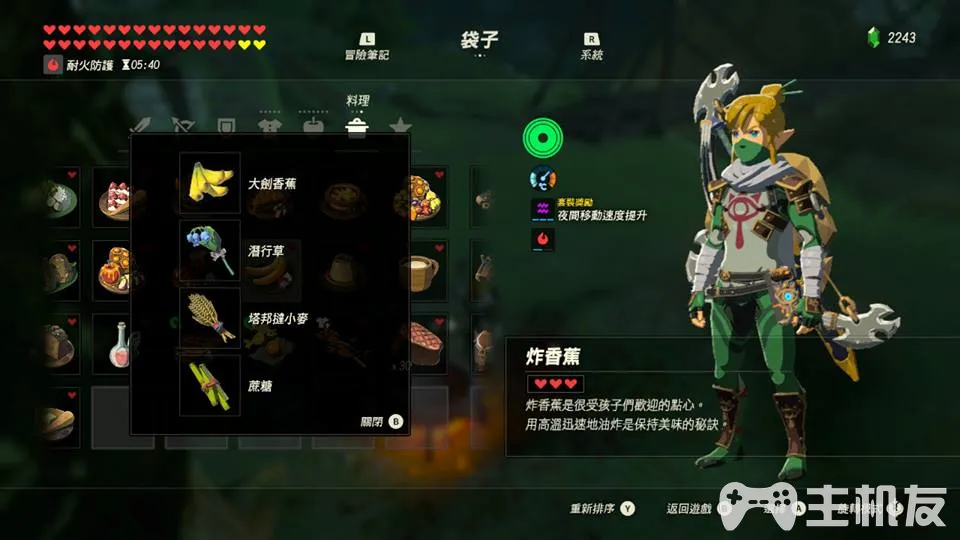 L
冒險筆記
袋子
R
系統
2243
耐火防護 05:40
料理
大劍香蕉
潛行草
塔邦撻小麥
蔗糖
關閉 B
套裝獎勵
夜間移動速度提升
炸香蕉
炸香蕉是很受孩子們歡迎的點心。
用高溫迅速地油炸是保持美味的秘訣。
重新排序 Y
返回遊戲
主机友